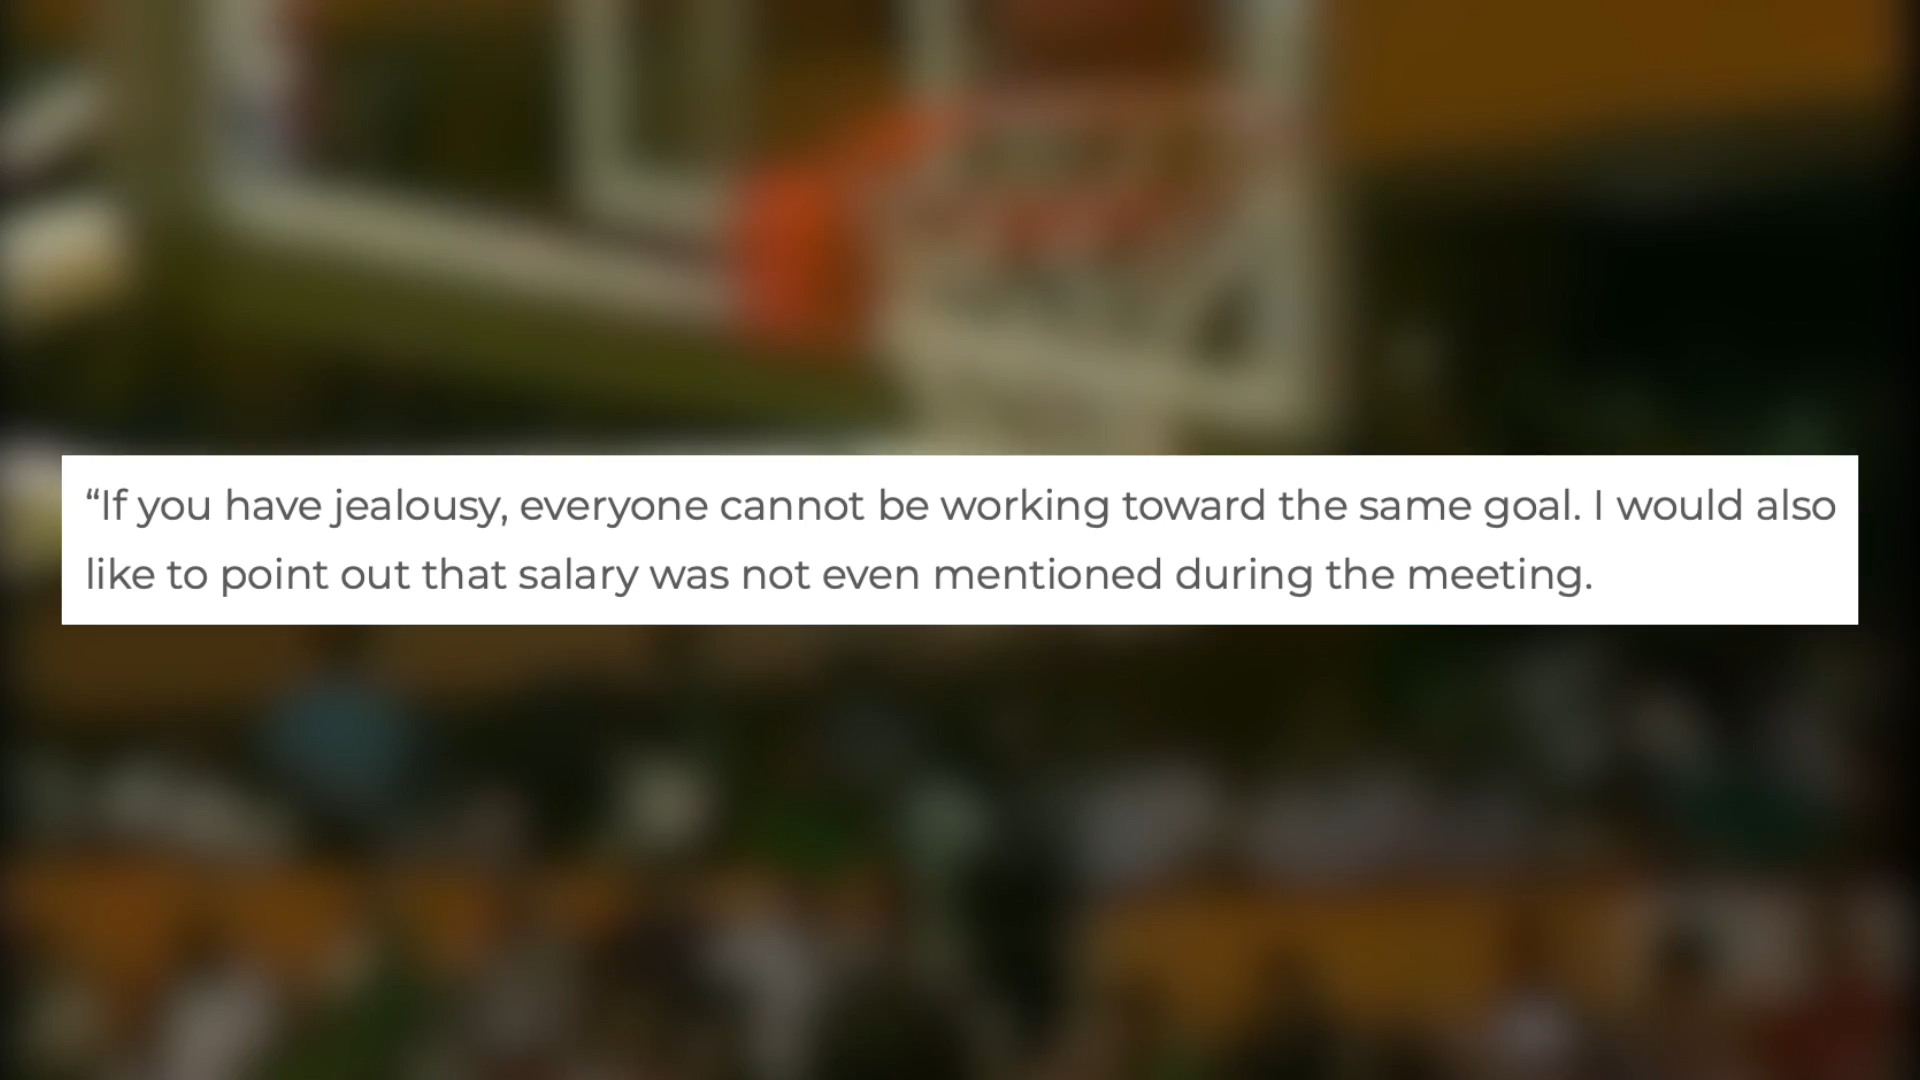 “If you have jealousy, everyone cannot be working toward the same goal. I would also
like to point out that salary was not even mentioned during the meeting.